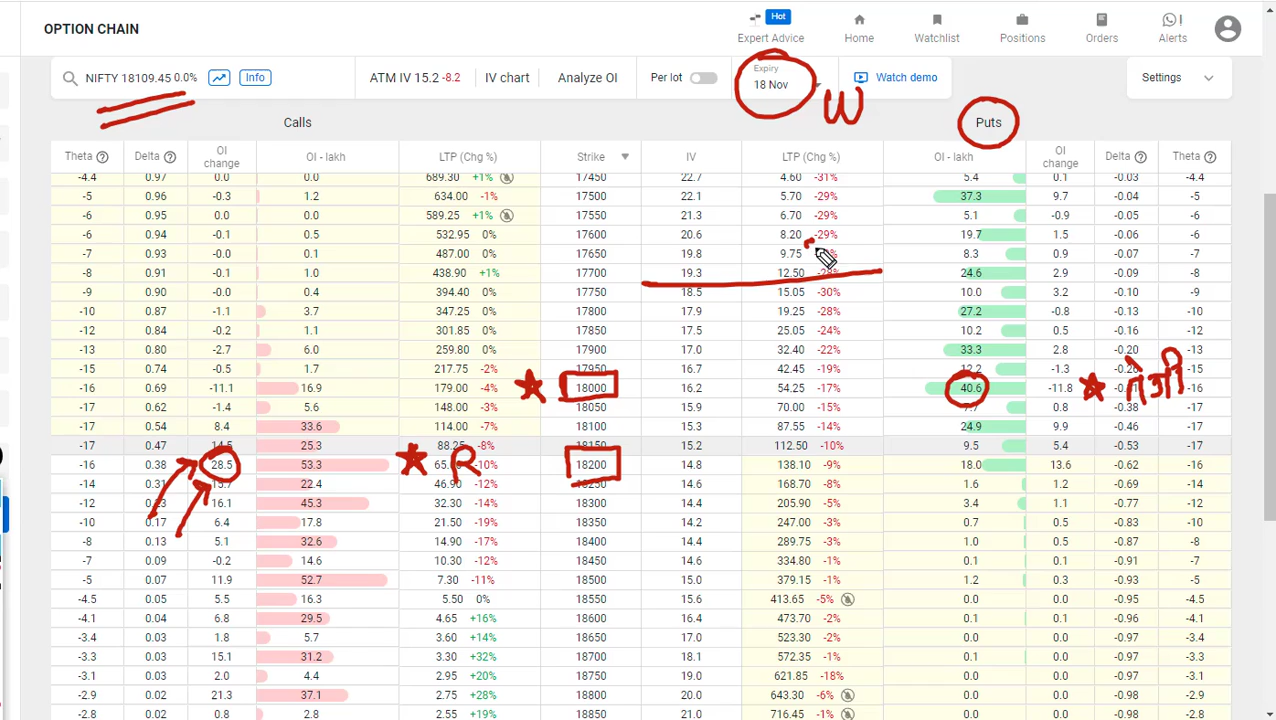 OPTION CHAIN
Hot
Expert Advice Home Watchlist Positions Orders Alerts
NIFTY 18109.45 0.0% Info ATM IV 15.2 -8.2 IV chart Analyze OI Per lot Expiry 18 Nov Watch demo Settings
W
Calls Puts
Theta Delta OI change OI - lakh LTP (Chg %) Strike IV LTP (Chg %) OI - lakh OI change Delta Theta
-4.4 0.97 0.0 0.0 689.30 +1% 17450 22.7 4.60 -31% 5.4 0.1 -0.03 -4.4
-5 0.96 -0.3 1.2 634.00 -1% 17500 22.1 5.70 -29% 37.3 9.7 -0.04 -5
-6 0.95 0.0 0.1 589.25 +1% 17550 21.3 6.70 -29% 5.1 -0.9 -0.05 -6
-6 0.94 -0.1 0.5 532.95 0% 17600 20.6 8.20 -29% 19.7 1.5 -0.06 -6
-7 0.93 -0.0 0.1 487.00 0% 17650 19.8 9.75 8.3 0.9 -0.07 -7
-8 0.91 -0.1 1.0 438.90 +1% 17700 19.3 12.50 24.6 2.9 -0.09 -8
-9 0.90 -0.0 0.4 394.40 0% 17750 18.5 15.05 -30% 10.0 3.2 -0.10 -9
-10 0.87 -1.1 3.7 347.25 0% 17800 17.9 19.25 -28% 27.2 -0.8 -0.13 -10
-12 0.84 -0.2 1.1 301.85 0% 17850 17.5 25.05 -24% 10.2 0.5 -0.16 -12
-13 0.80 -0.7 6.0 259.80 0% 17900 17.0 32.40 -22% 33.3 2.8 -0.20 -13
-15 0.74 -0.5 1.7 217.75 -2% 17950 16.7 42.45 -19% 12.2 -1.3 -15
-16 0.69 -11.1 16.9 179.75 -4% 18000 16.2 54.25 -17% 40.6 -11.8 -16
-17 0.62 -1.4 5.6 148.00 -3% 18050 15.9 70.00 -15% 7.7 0.8 -0.38 -17
-17 0.54 8.4 33.6 114.00 -7% 18100 15.4 87.55 -14% 24.9 9.9 -0.46 -17
-17 0.47 14.5 25.3 88.25 -8% 18150 15.2 112.50 -10% 9.5 5.4 -0.53 -17
-16 0.38 28.5 53.3 R -10% 18200 14.8 138.10 -9% 18.0 13.6 -0.62 -16
-14 0.31 15.7 22.4 46.90 -12% 18250 14.6 168.70 -8% 1.6 1.2 -0.69 -14
-12 16.1 45.3 32.30 -14% 18300 14.4 205.90 -5% 3.4 1.1 -0.77 -12
-10 0.17 6.4 17.8 21.50 -19% 18350 14.2 247.00 -3% 0.7 0.5 -0.83 -10
-8 0.13 5.1 32.6 14.90 -17% 18400 14.4 289.75 -3% 1.0 0.5 -0.87 -8
-7 0.09 -0.2 14.6 10.30 -12% 18450 14.6 334.80 -1% 0.1 0.1 -0.91 -7
-5 0.07 11.9 52.7 7.30 -11% 18500 15.0 379.15 -1% 1.2 0.3 -0.93 -5
-4.5 0.05 5.5 16.3 5.50 0% 18550 15.6 413.65 -5% 0.0 0.0 -0.95 -4.5
-4.1 0.04 6.8 29.5 4.65 +16% 18600 16.4 473.70 -2% 0.1 0.1 -0.96 -4.1
-3.4 0.03 1.8 5.7 3.60 +14% 18650 17.0 523.30 -2% 0.0 0.0 -0.97 -3.4
-3.3 0.03 15.1 31.2 3.30 +32% 18700 18.1 572.35 -1% 0.1 0.0 -0.97 -3.3
-3.1 0.03 2.0 4.4 2.95 +20% 18750 19.0 621.85 -18% 0.0 0.0 -0.98 -3.1
-2.9 0.02 21.3 37.1 2.75 +28% 18800 20.0 643.30 -6% 0.0 0.0 -0.98 -2.9
-2.8 0.02 0.8 2.8 2.55 +19% 18850 21.0 716.45 -1% 0.0 0.0 -0.98 -2.8